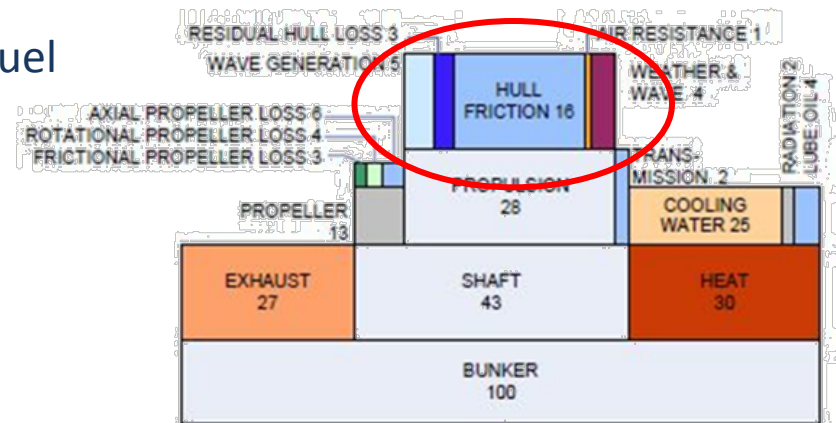 uel
RESIDUAL HULL LOSS 3
AIR RESISTANCE 1
WAVE GENERATION 5
WEATHER &
WAVE 4
HULL
FRICTION 16
AXIAL PROPELLER LOSS 6
ROTATIONAL PROPELLER LOSS 4
FRICTIONAL PROPELLER LOSS 3
TRANS-
MISSION 2
RADIATION 2
LUBE OIL 4
PROPULSION
28
PROPELLER
13
COOLING
WATER 25
EXHAUST
27
SHAFT
43
HEAT
30
BUNKER
100